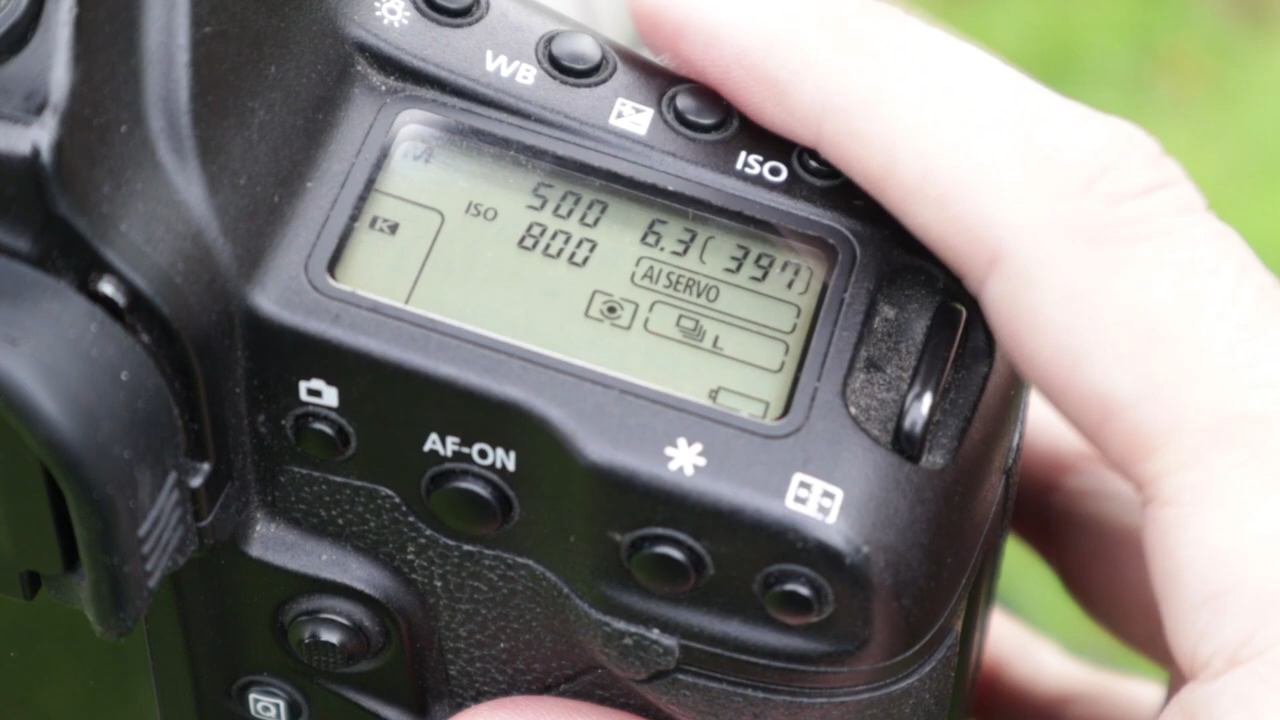 WB
ISO
M
500 6.3 ( 397)
ISO 800
K
AI SERVO
L
AF-ON
Q